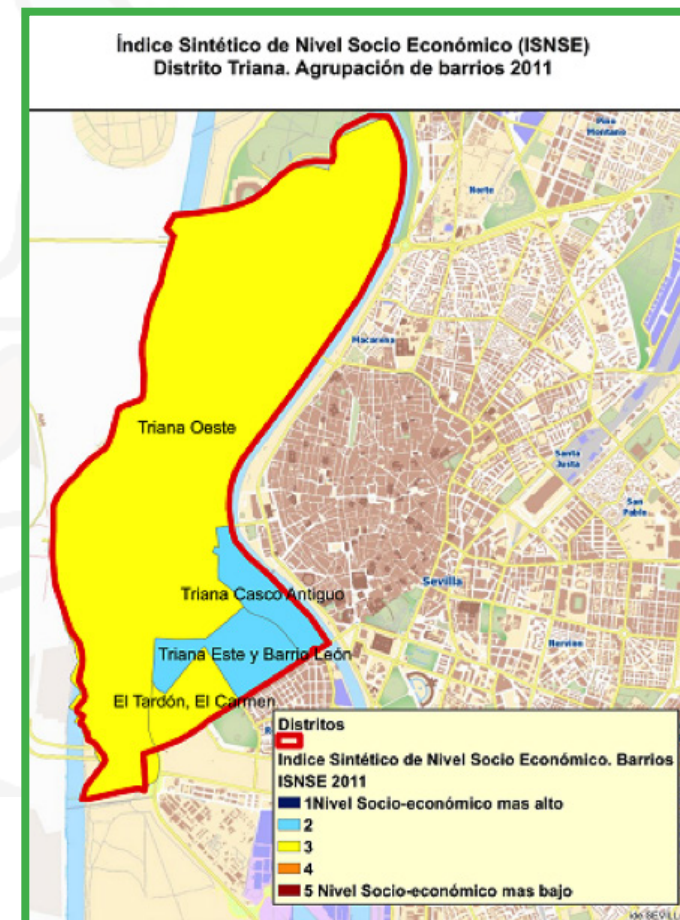 Índice Sintético de Nivel Socio Económico (ISNSE)
Distrito Triana. Agrupación de barrios 2011
Pino
Montano
Norte
Macarena
Triana Oeste
Santa
Justa
San
Pablo
Sevilla
Triana Casco Antiguo
Nervion
Triana Este y Barrio León
El Tardón, El Carmen
Distritos
Indice Sintético de Nivel Socio Económico. Barrios
ISNSE 2011
1Nivel Socio-económico mas alto
2
3
4
5 Nivel Socio-económico mas bajo